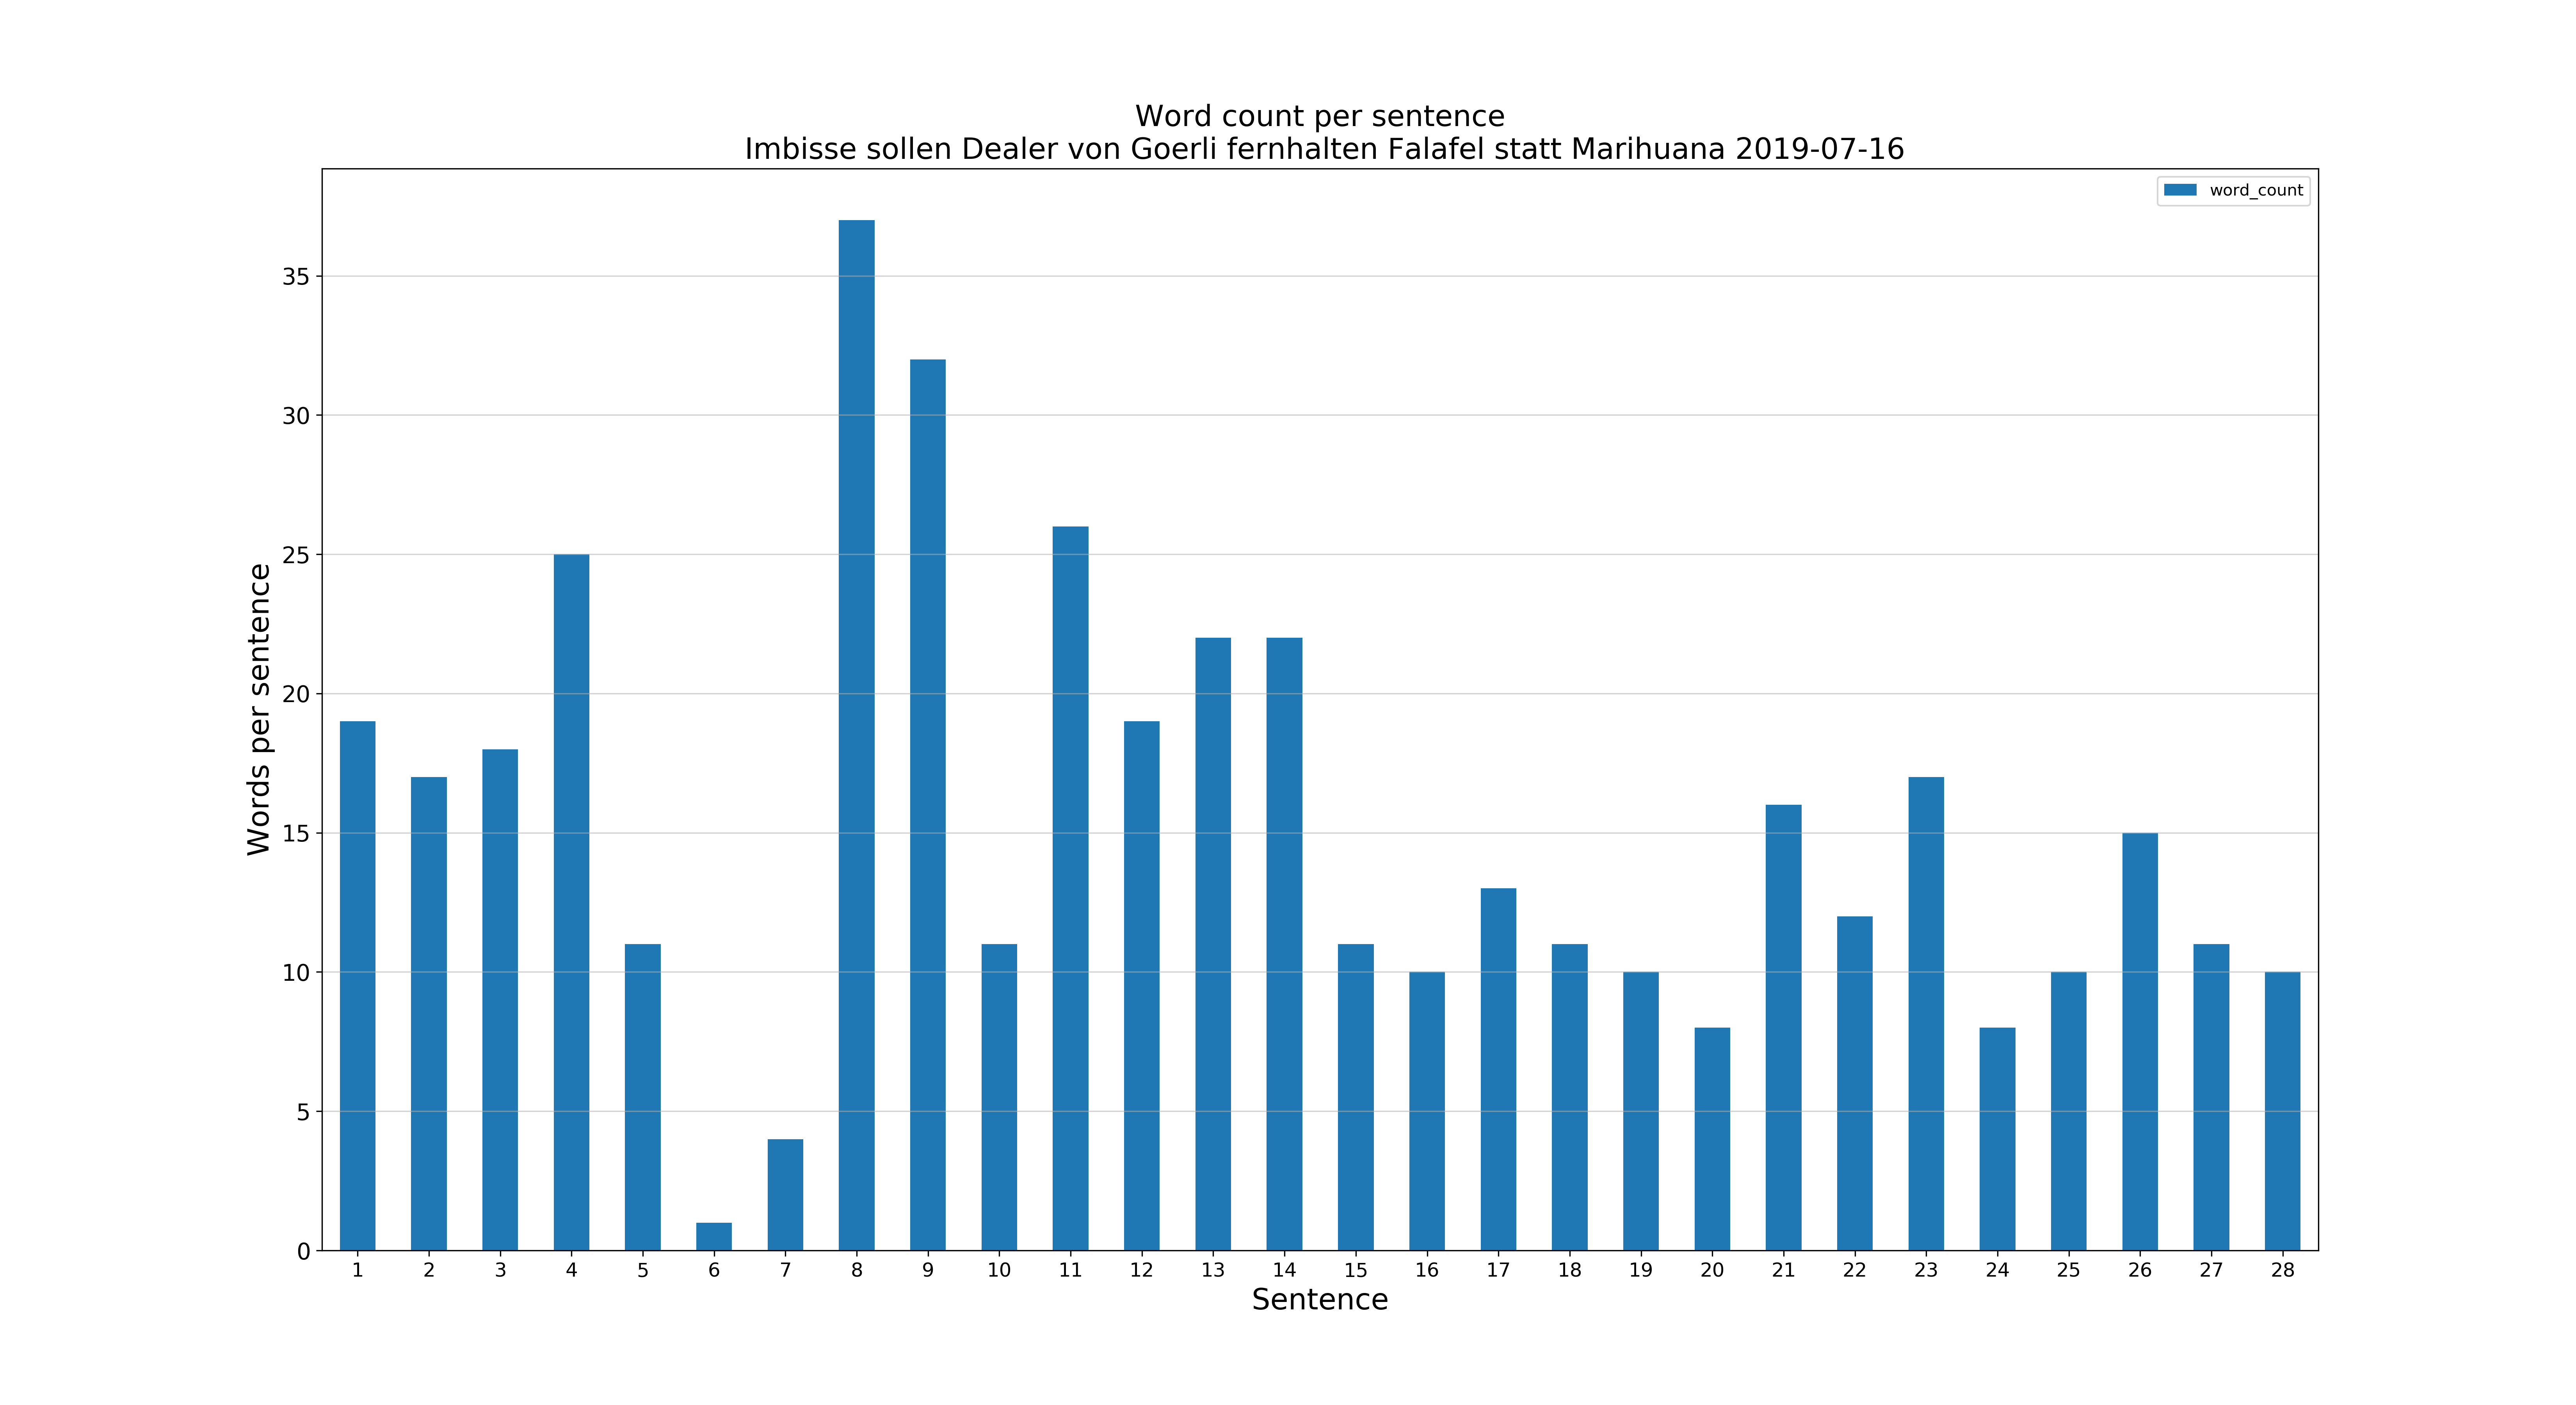 Word count per sentence
Imbisse sollen Dealer von Goerli fernhalten Falafel statt Marihuana 2019-07-16
word_count
Words per sentence
35
30
25
20
15
10
5
0
1 2 3 4 5 6 7 8 9 10 11 12 13 14 15 16 17 18 19 20 21 22 23 24 25 26 27 28
Sentence